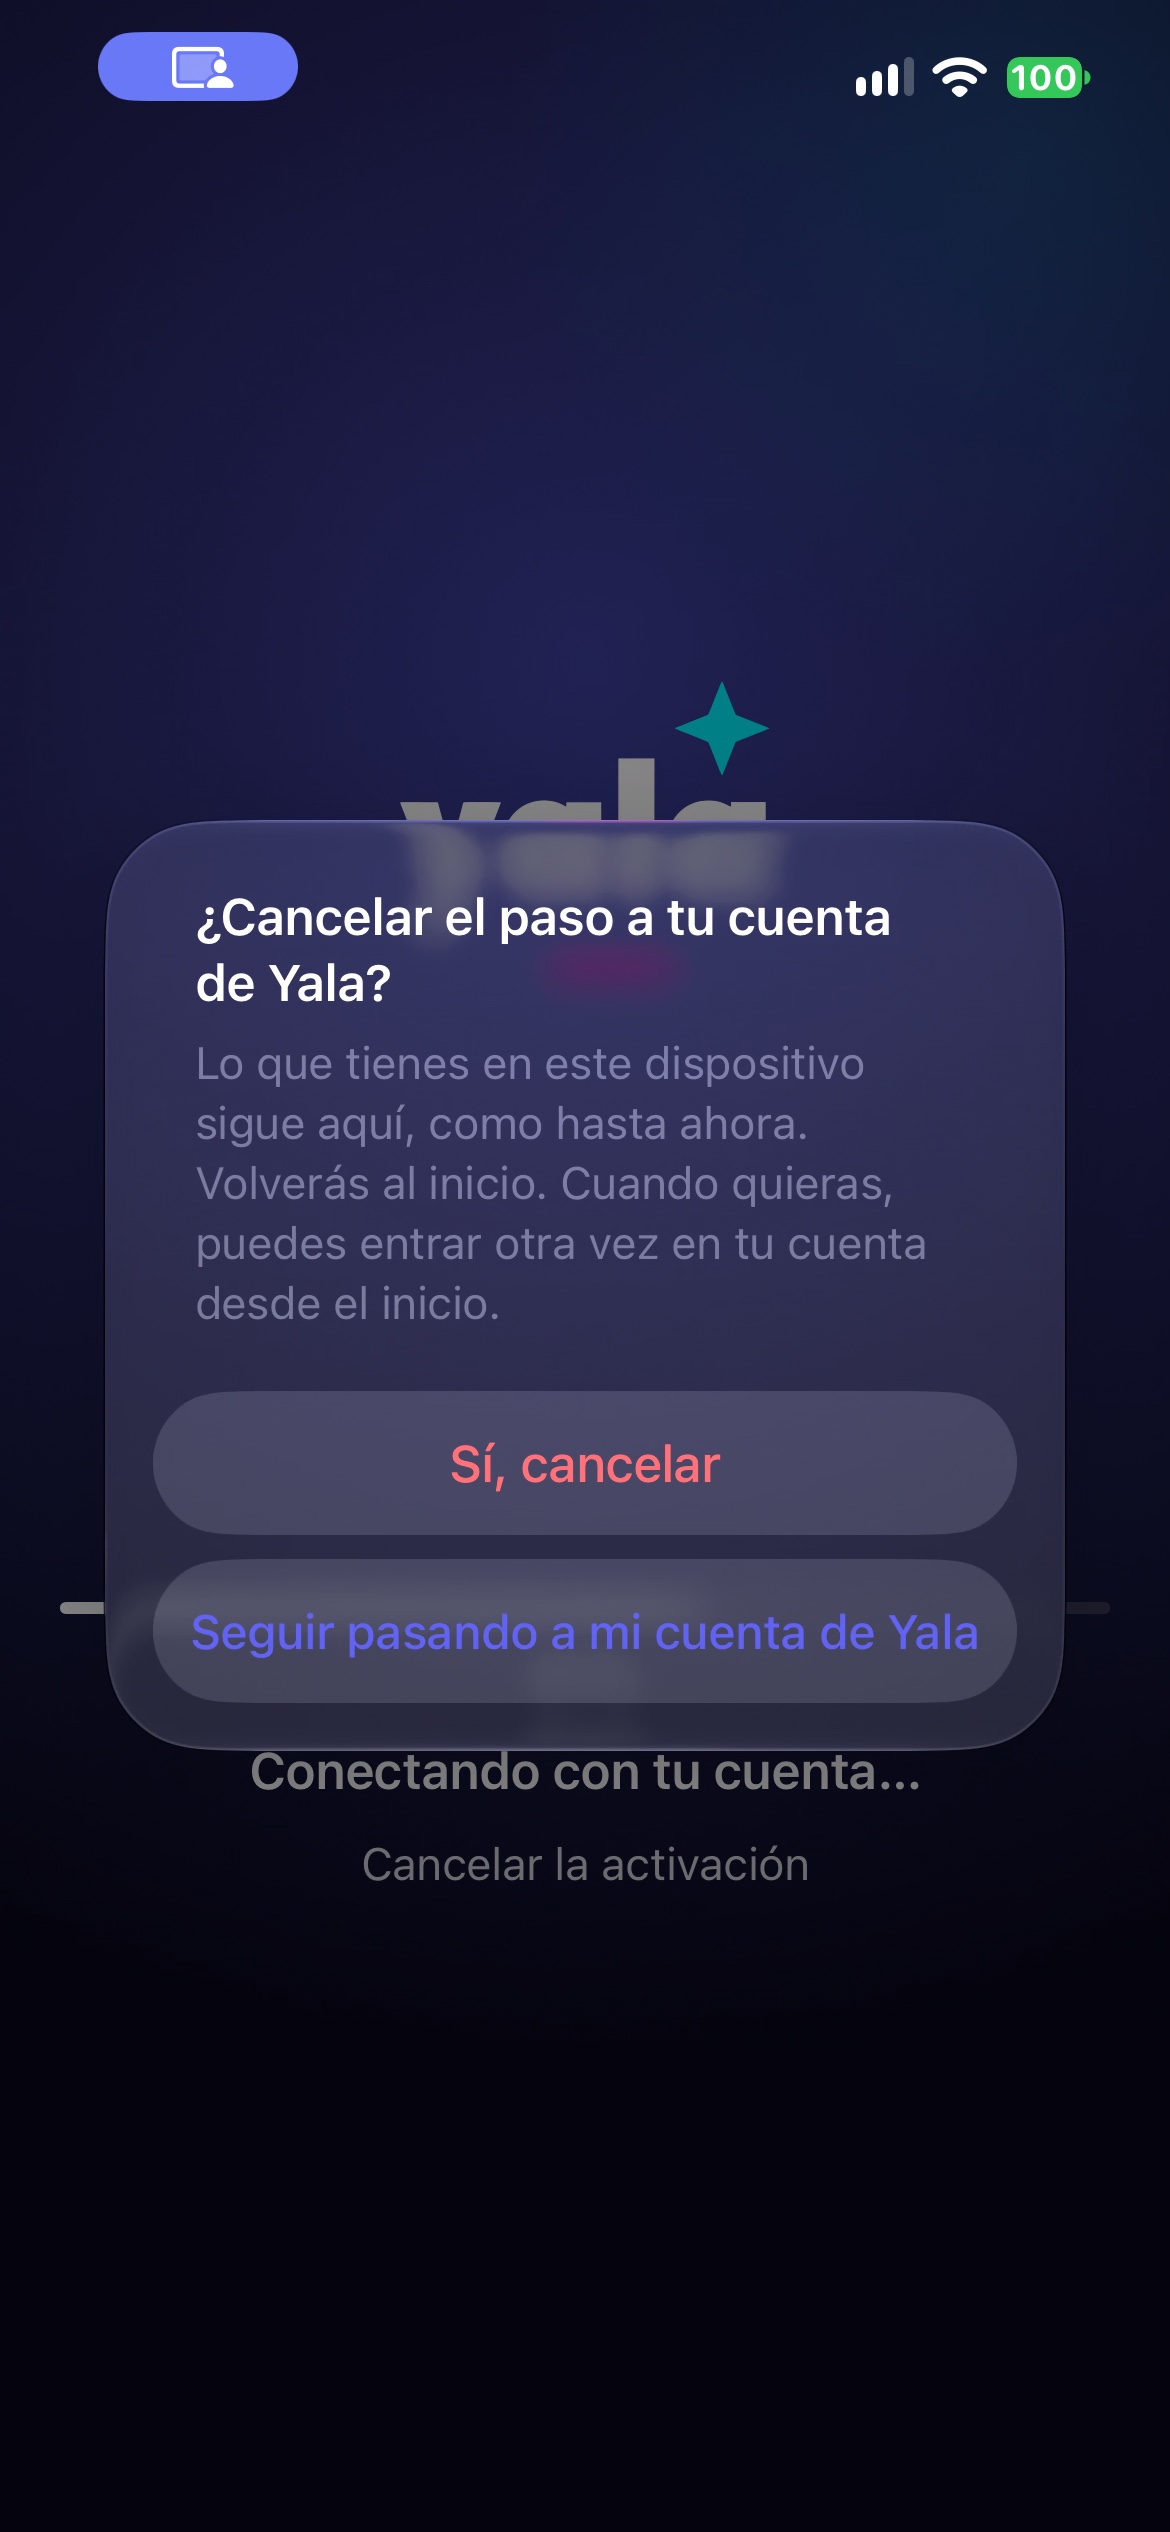 100
yala
¿Cancelar el paso a tu cuenta
de Yala?
Lo que tienes en este dispositivo
sigue aquí, como hasta ahora.
Volverás al inicio. Cuando quieras,
puedes entrar otra vez en tu cuenta
desde el inicio.
Sí, cancelar
Seguir pasando a mi cuenta de Yala
Conectando con tu cuenta...
Cancelar la activación